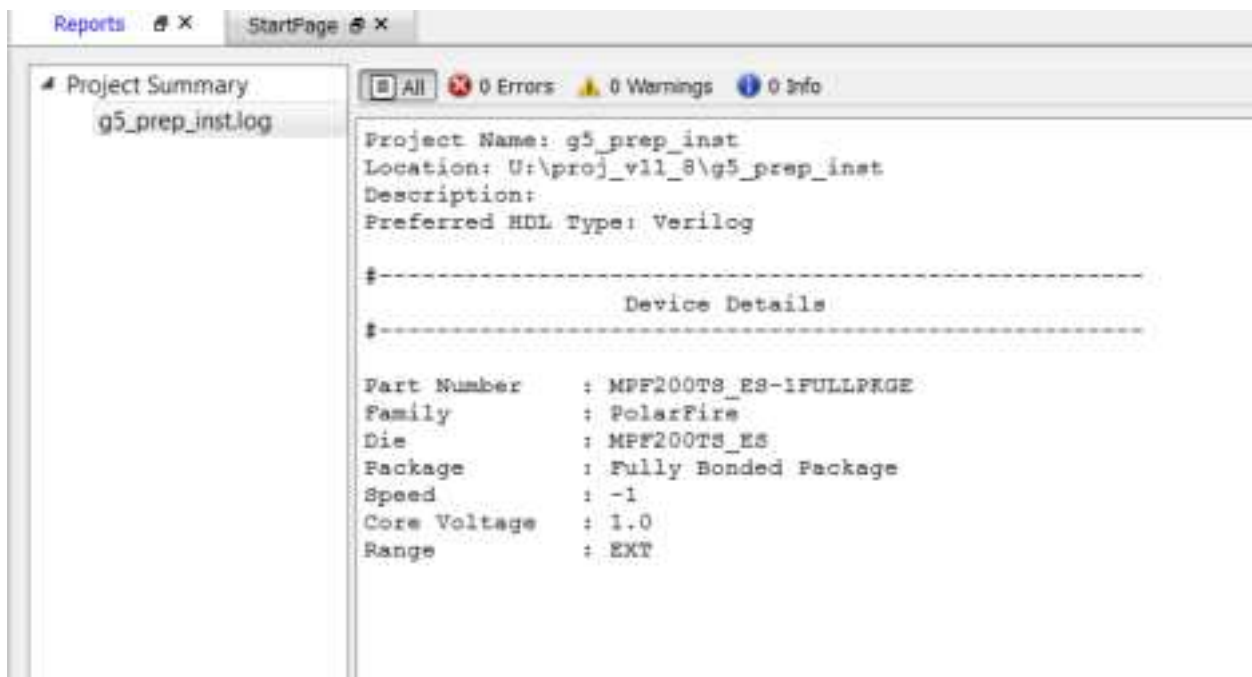 Reports
StartPage
Project Summary
g5_prep_inst.log
All 0 Errors 0 Warnings 0 Info
Project Name: g5_prep_inst
Location: U:\proj_v11_8\g5_prep_inst
Description:
Preferred HDL Type: Verilog
#-----------------------------------------------------
Device Details
#-----------------------------------------------------
Part Number : MPF200TS_ES-1FULLPKGE
Family : PolarFire
Die : MPF200TS_ES
Package : Fully Bonded Package
Speed : -1
Core Voltage : 1.0
Range : EXT